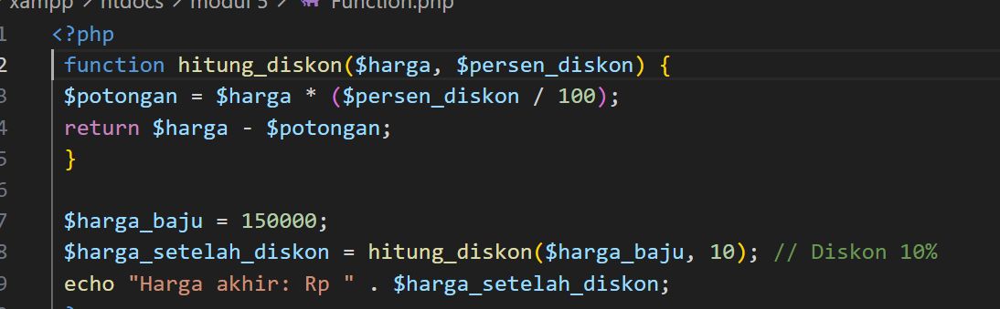 xampp > htdocs > modul 5 > Function.php
1 <?php
2 function hitung_diskon($harga, $persen_diskon) {
3 $potongan = $harga * ($persen_diskon / 100);
4 return $harga - $potongan;
5 }
6
7 $harga_baju = 150000;
8 $harga_setelah_diskon = hitung_diskon($harga_baju, 10); // Diskon 10%
9 echo "Harga akhir: Rp " . $harga_setelah_diskon;